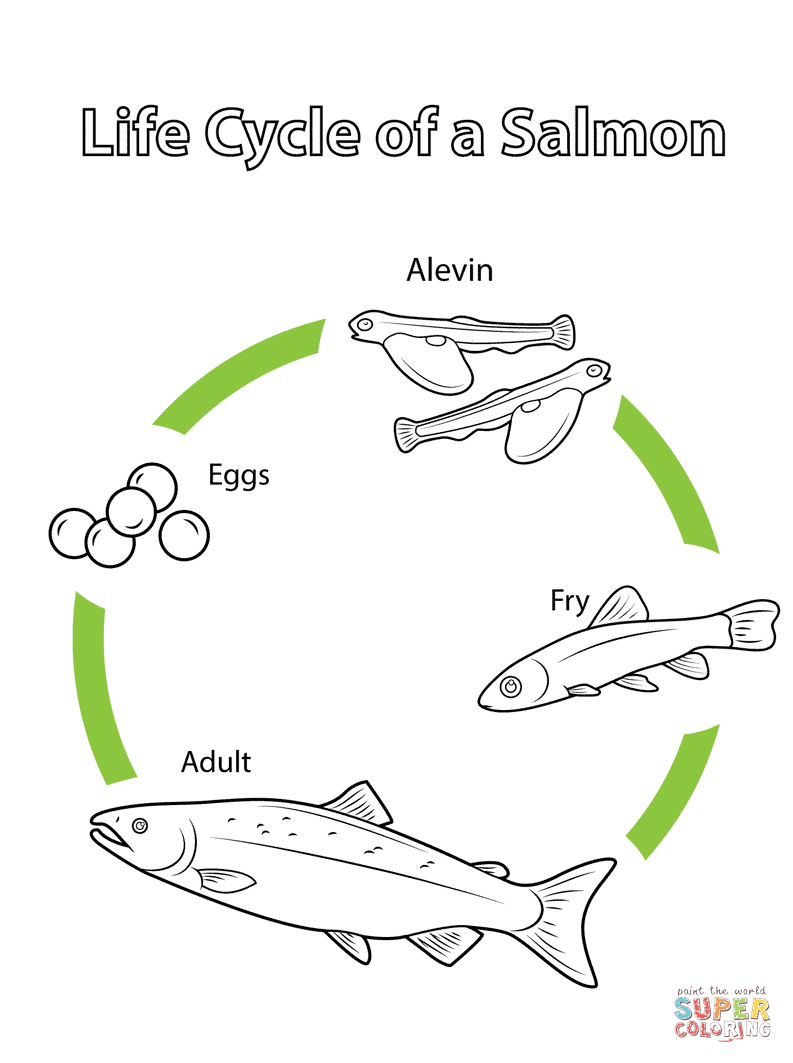 Life Cycle of a Salmon
Alevin
Eggs
Fry
Adult
paint the world
SUPER
COLORING